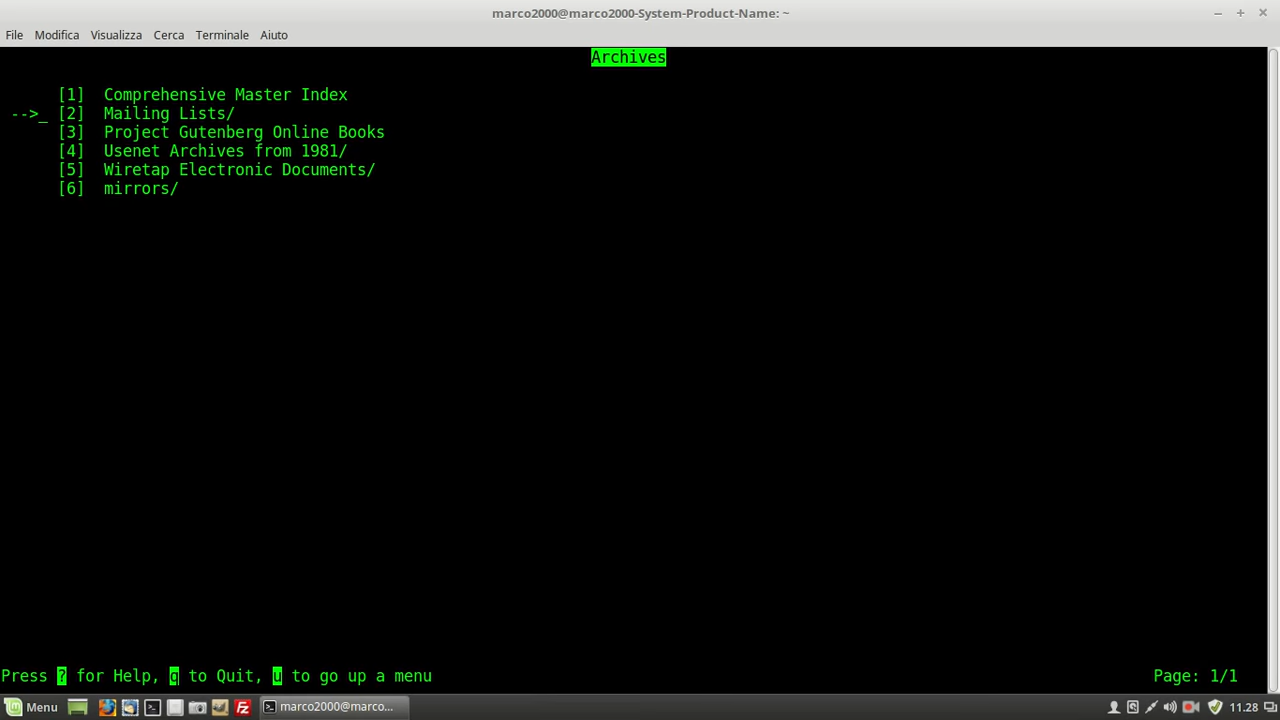 marco2000@marco2000-System-Product-Name: ~
File Modifica Visualizza Cerca Terminale Aiuto
Archives
[1] Comprehensive Master Index
-->_ [2] Mailing Lists/
[3] Project Gutenberg Online Books
[4] Usenet Archives from 1981/
[5] Wiretap Electronic Documents/
[6] mirrors/
Press ? for Help, q to Quit, u to go up a menu Page: 1/1
Menu marco2000@marco... 11.28